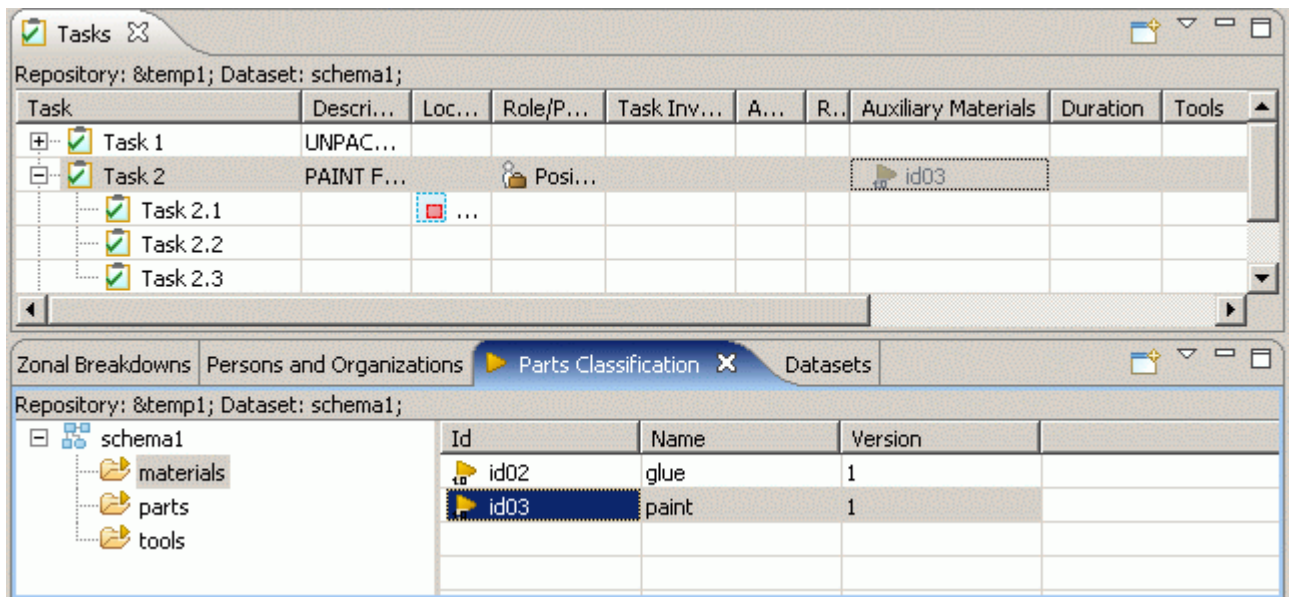 Tasks
Repository: &temp1; Dataset: schema1;
Task Descri... Loc... Role/P... Task Inv... A... R.. Auxiliary Materials Duration Tools
Task 1 UNPAC...
Task 2 PAINT F... Posi... id03
Task 2.1 ...
Task 2.2
Task 2.3
Zonal Breakdowns Persons and Organizations Parts Classification Datasets
Repository: &temp1; Dataset: schema1;
schema1 Id Name Version
materials id02 glue 1
parts id03 paint 1
tools